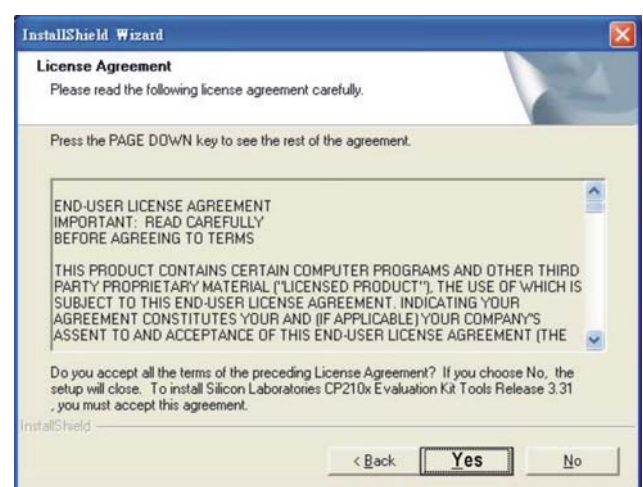 InstallShield Wizard
License Agreement
Please read the following license agreement carefully.
Press the PAGE DOWN key to see the rest of the agreement.
END-USER LICENSE AGREEMENT
IMPORTANT: READ CAREFULLY
BEFORE AGREEING TO TERMS
THIS PRODUCT CONTAINS CERTAIN COMPUTER PROGRAMS AND OTHER THIRD
PARTY PROPRIETARY MATERIAL ("LICENSED PRODUCT"), THE USE OF WHICH IS
SUBJECT TO THIS END-USER LICENSE AGREEMENT. INDICATING YOUR
AGREEMENT CONSTITUTES YOUR AND (IF APPLICABLE) YOUR COMPANY'S
ASSENT TO AND ACCEPTANCE OF THIS END-USER LICENSE AGREEMENT (THE
Do you accept all the terms of the preceding License Agreement? If you choose No, the
setup will close. To install Silicon Laboratories CP210x Evaluation Kit Tools Release 3.31
, you must accept this agreement.
InstallShield
< Back Yes No